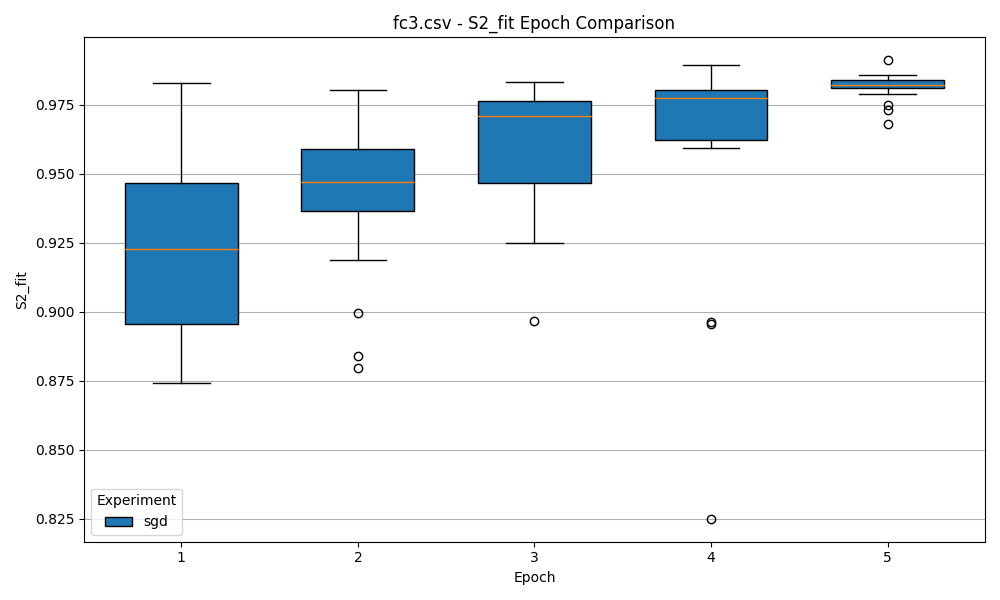 fc3.csv - S2_fit Epoch Comparison
S2_fit
0.975
0.950
0.925
0.900
0.875
0.850
0.825
Experiment
sgd
1 2 3 4 5
Epoch